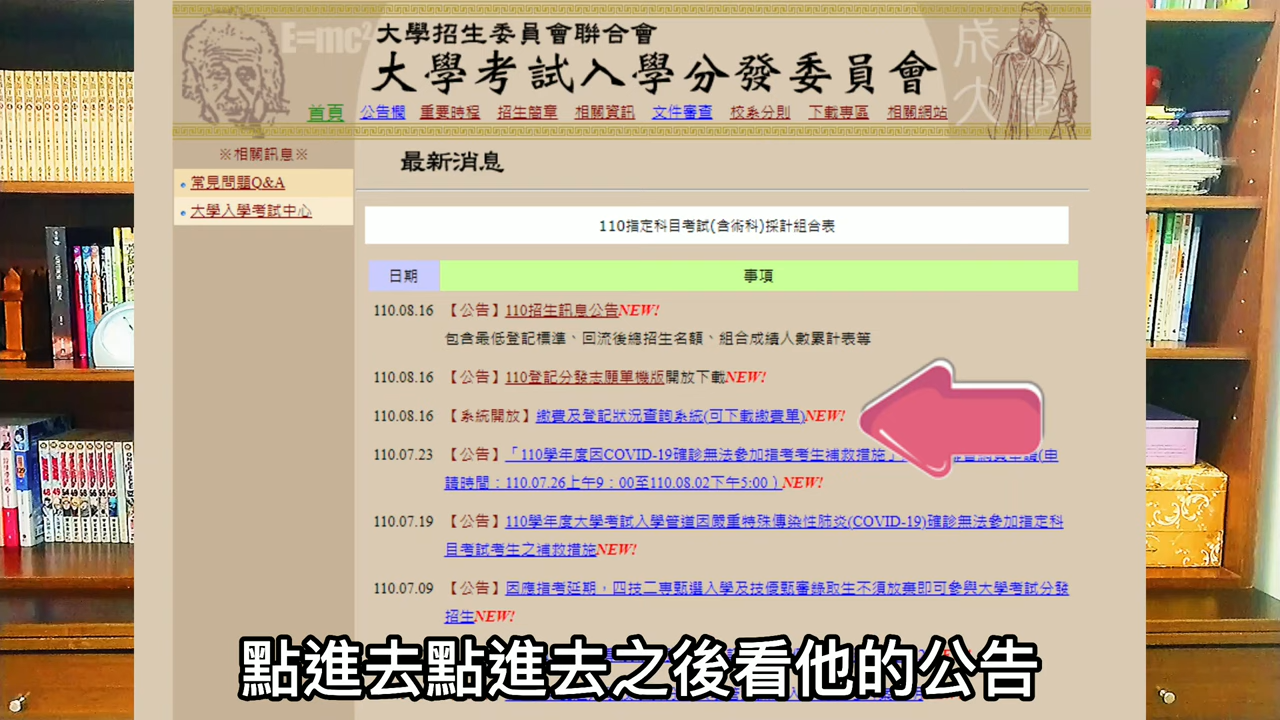 E=mc²
大學招生委員會聯合會
大學考試入學分發委員會
成
大學
首頁 公告欄 重要時程 招生簡章 相關資訊 文件審查 校系分則 下載專區 相關網站
※相關訊息※
常見問題Q&A
大學入學考試中心
最新消息
110指定科目考試(含術科)採計組合表
日期 事項
110.08.16 【公告】110招生訊息公告NEW!
包含最低登記標準、回流後總招生名額、組合成績人數累計表等
110.08.16 【公告】110登記分發志願單機版開放下載NEW!
110.08.16 【系統開放】繳費及登記狀況查詢系統(可下載繳費單)NEW!
110.07.23 【公告】「110學年度因COVID-19確診無法參加指考考生補救措施」 申請(申
請時間：110.07.26上午9：00至110.08.02下午5:00）NEW!
110.07.19 【公告】110學年度大學考試入學管道因嚴重特殊傳染性肺炎(COVID-19)確診無法參加指定科
目考試考生之補救措施NEW!
110.07.09 【公告】因應指考延期，四技二專甄選入學及技優甄審錄取生不須放棄即可參與大學考試分發
招生NEW!
點進去點進去之後看他的公告